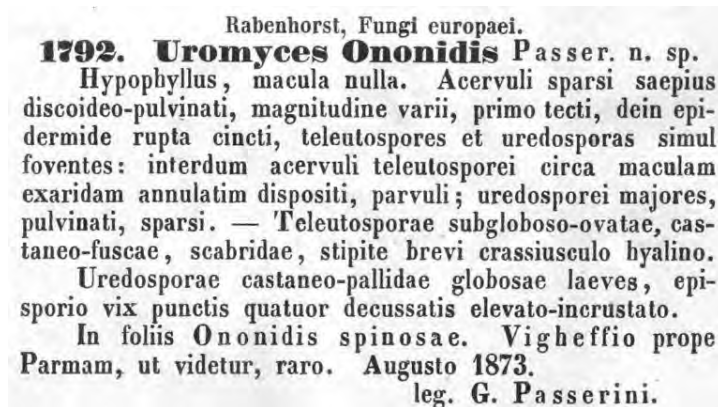 Rabenhorst, Fungi europaei.
1792. Uromyces Ononidis Passer. n. sp.
Hypophyllus, macula nulla. Acervuli sparsi saepius
discoideo-pulvinati, magnitudine varii, primo tecti, dein epi-
dermide rupta cincti, teleutospores et uredosporas simul
foventes: interdum acervuli teleutosporei circa maculam
exaridam annulatim dispositi, parvuli; uredosporei majores,
pulvinati, sparsi. — Teleutosporae subgloboso-ovatae, cas-
taneo-fuscae, scabridae, stipite brevi crassiusculo hyalino.
Uredosporae castaneo-pallidae globosae laeves, epi-
sporio vix punctis quatuor decussatis elevato-incrustato.
In foliis Ononidis spinosae. Vigheffio prope
Parmam, ut videtur, raro. Augusto 1873.
leg. G. Passerini.